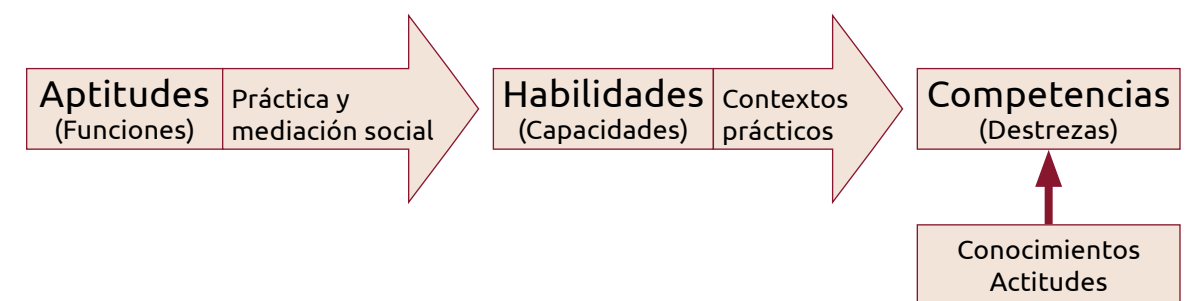 Aptitudes
(Funciones)
Práctica y
mediación social
Habilidades
(Capacidades)
Contextos
prácticos
Competencias
(Destrezas)
Conocimientos
Actitudes